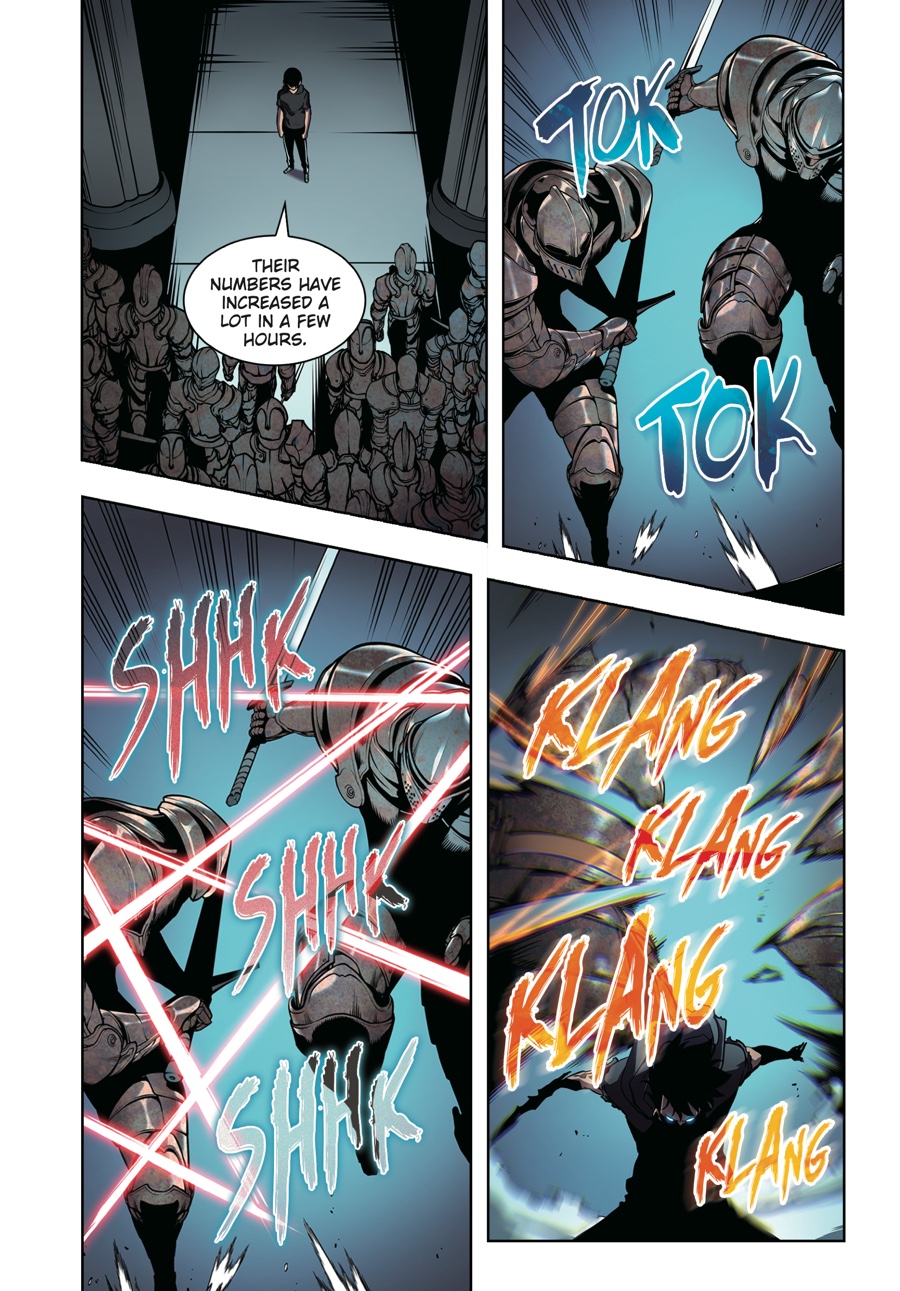 THEIR
NUMBERS HAVE
INCREASED A
LOT IN A FEW
HOURS.
TOK
TOK
SHHK
SHHK
SHHK
KLANG
KLANG
KLANG
KLANG